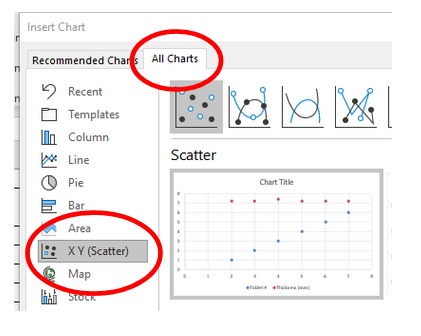 Insert Chart
Recommended Charts
All Charts
Recent
Templates
Column
Line
Pie
Bar
Area
X Y (Scatter)
Map
Stock
Scatter
Chart Title
8
7
6
5
4
3
2
1
0
0 1 2 3 4 5 6 7 8
Tablet # Thickness (mm)